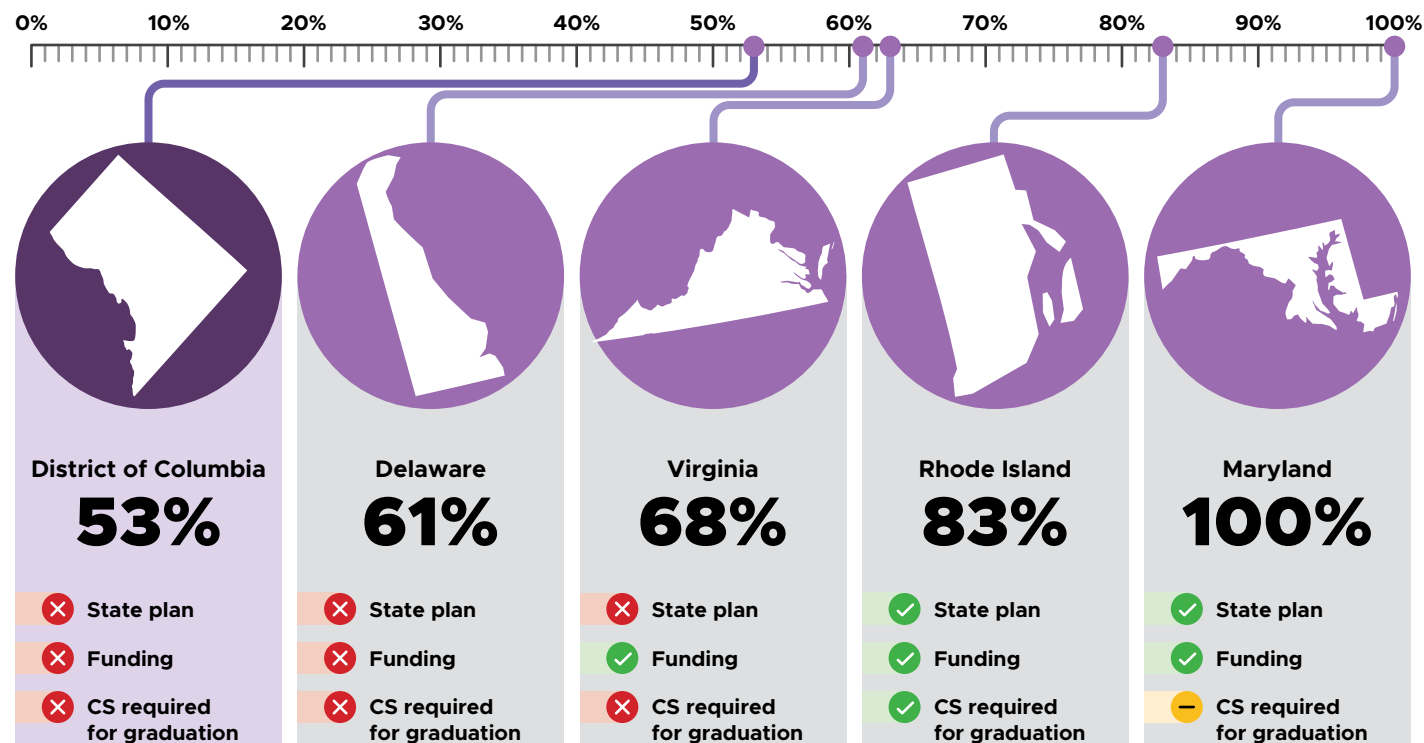 0% 10% 20% 30% 40% 50% 60% 70% 80% 90% 100%
District of Columbia
53%
State plan
Funding
CS required
for graduation
Delaware
61%
State plan
Funding
CS required
for graduation
Virginia
68%
State plan
Funding
CS required
for graduation
Rhode Island
83%
State plan
Funding
CS required
for graduation
Maryland
100%
State plan
Funding
CS required
for graduation